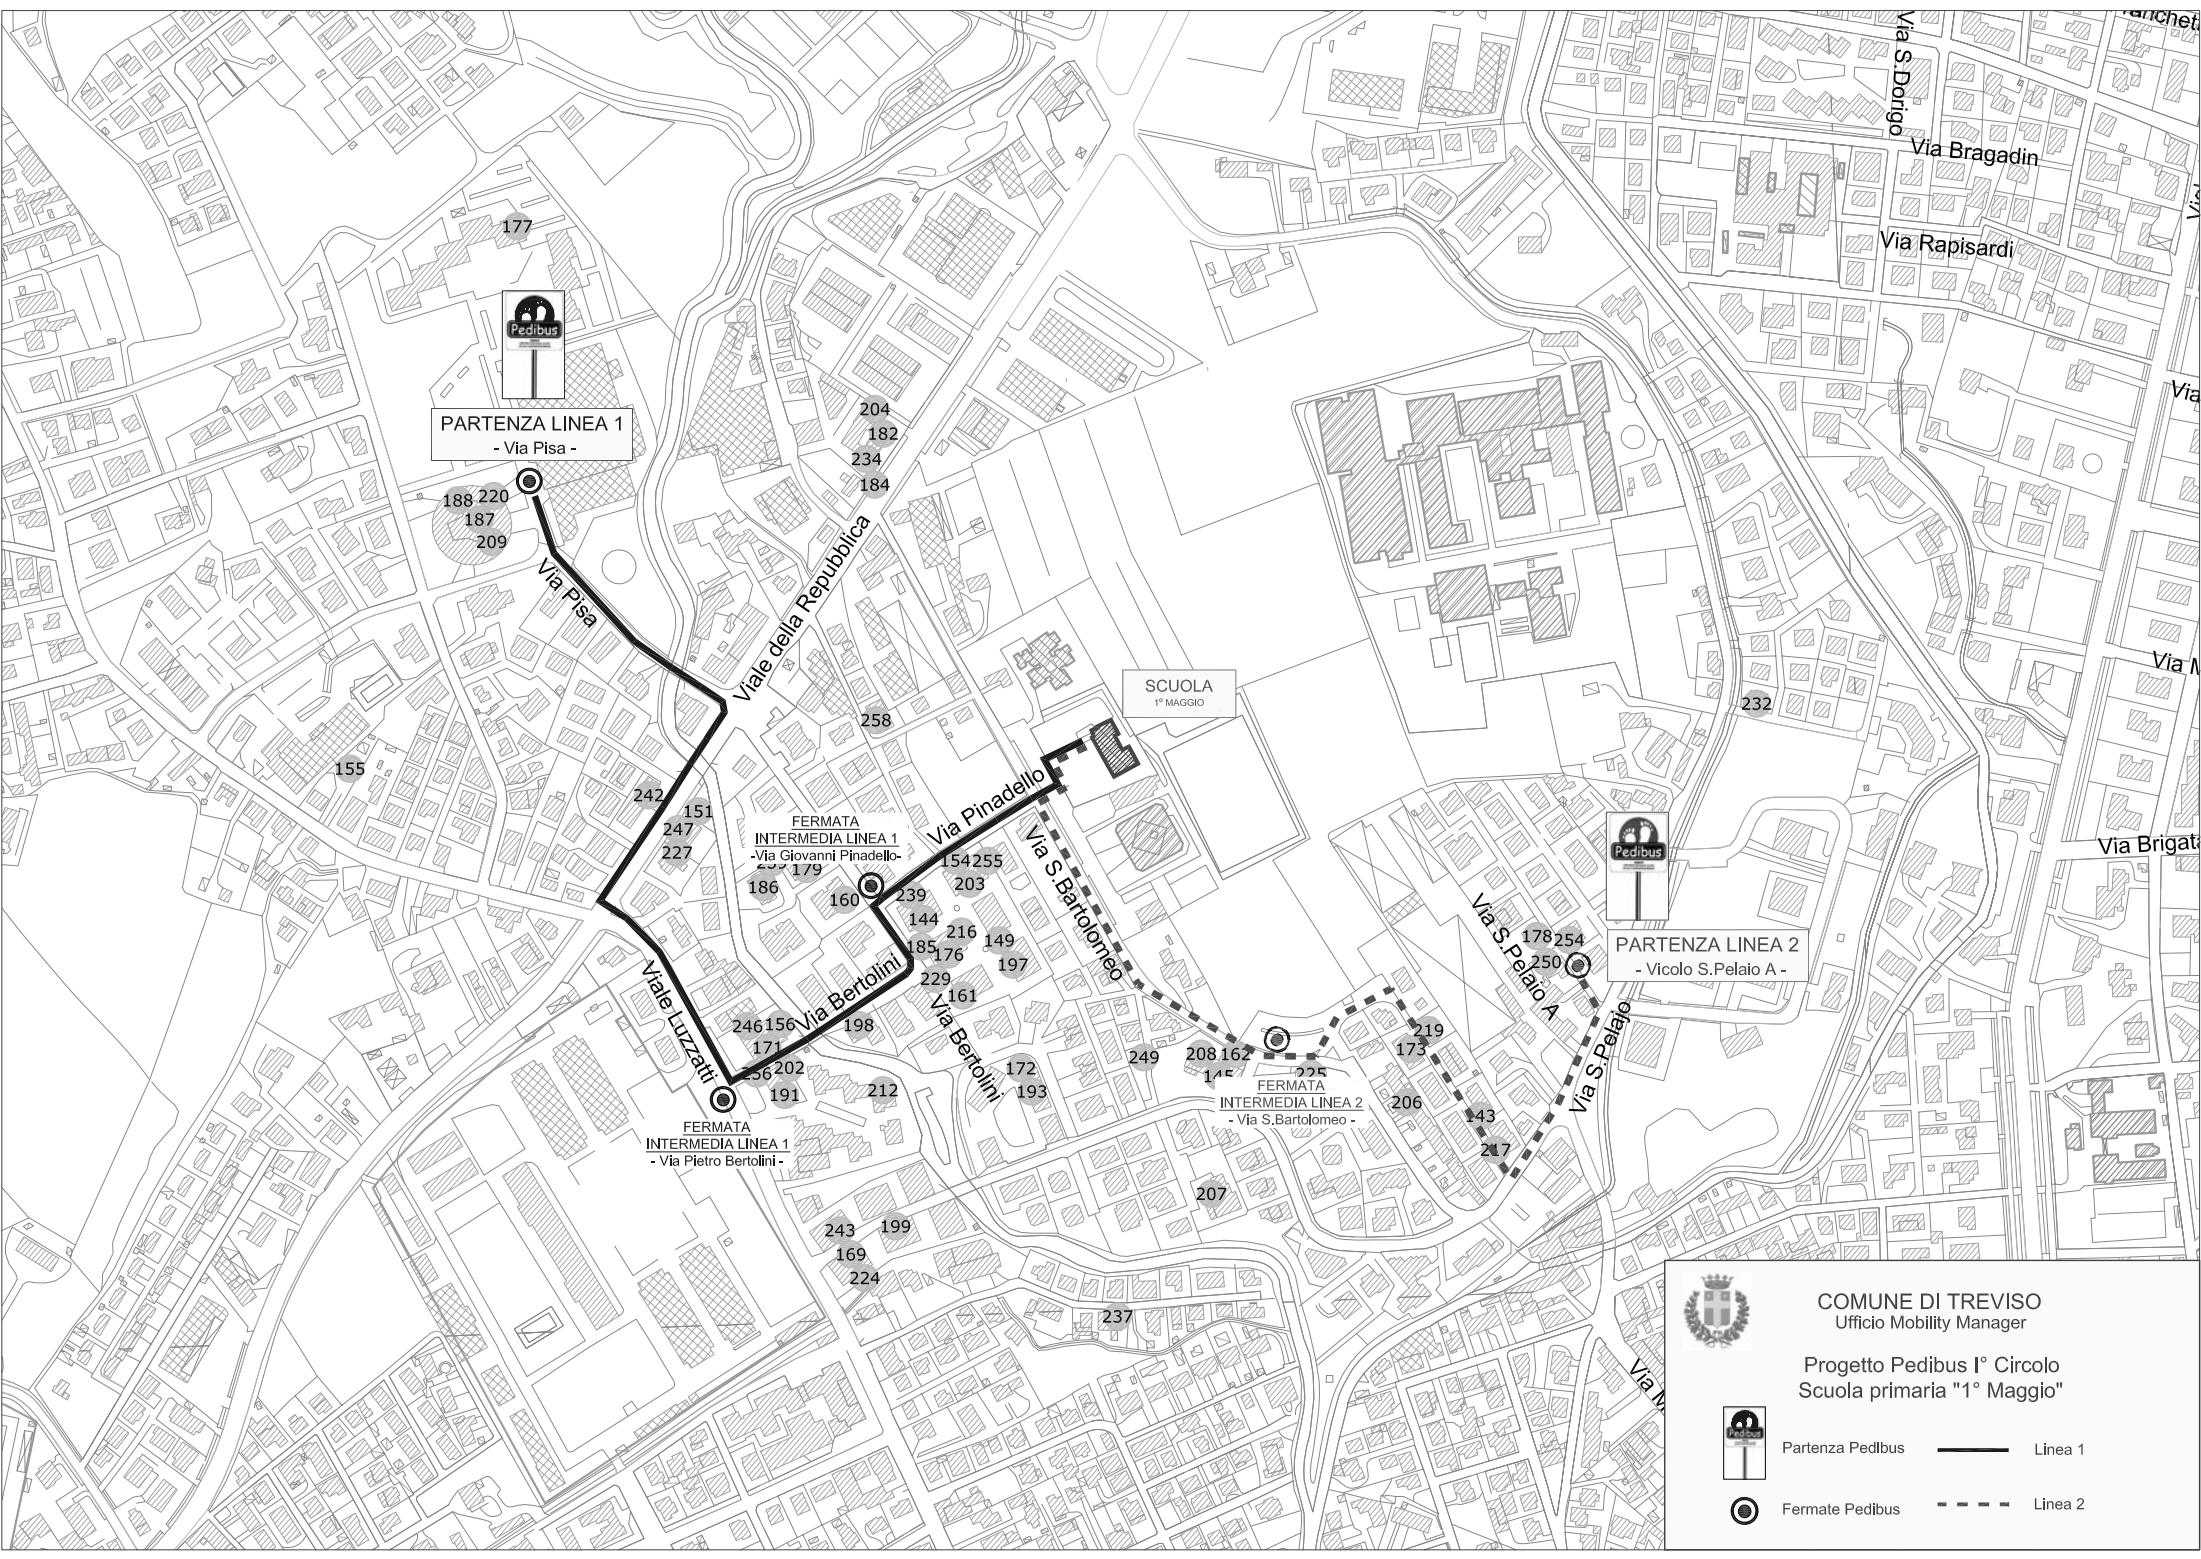 Via S.Dorigo
Via Bragadin
Via Rapisardi
177
Pedibus
PARTENZA LINEA 1
- Via Pisa -
204
182
234
184
188
220
187
209
Via Pisa
Viale della Repubblica
SCUOLA
1° MAGGIO
232
258
155
242
151
247
227
FERMATA
INTERMEDIA LINEA 1
-Via Giovanni Pinadello-
179
186
160
Via Pinadello
154
255
203
239
144
216
185
176
149
197
229
161
Via S.Bartolomeo
Via S.Pelaio A
178
254
250
Pedibus
PARTENZA LINEA 2
- Vicolo S.Pelaio A -
Via S.Pelajo
Viale Luzzatti
246
156
171
202
191
Via Bertolini
198
212
Via Bertolini
172
193
249
208
162
145
225
219
173
206
143
217
FERMATA
INTERMEDIA LINEA 1
- Via Pietro Bertolini -
FERMATA
INTERMEDIA LINEA 2
- Via S.Bartolomeo -
207
243
199
169
224
237
Via
Via M
Via Brigata
Via M
COMUNE DI TREVISO
Ufficio Mobility Manager
Progetto Pedibus I° Circolo
Scuola primaria "1° Maggio"
Pedibus
Partenza Pedibus
Linea 1
Fermate Pedibus
Linea 2